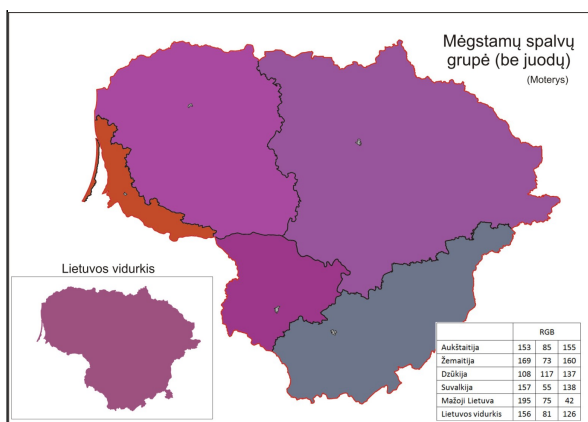 Mėgstamų spalvų
grupė (be juodų)
(Moterys)
Lietuvos vidurkis
RGB
Aukštaitija 153 85 155
Žemaitija 169 73 160
Dzūkija 108 117 137
Suvalkija 157 55 138
Mažoji Lietuva 195 75 42
Lietuvos vidurkis 156 81 126